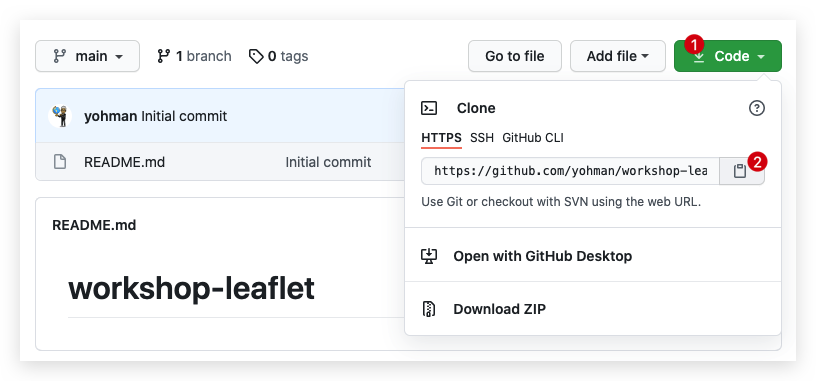 main 1 branch 0 tags Go to file Add file 1 Code
yohman Initial commit
README.md Initial commit
Clone
HTTPS SSH GitHub CLI
https://github.com/yohman/workshop-lea 2
Use Git or checkout with SVN using the web URL.
Open with GitHub Desktop
Download ZIP
README.md
workshop-leaflet